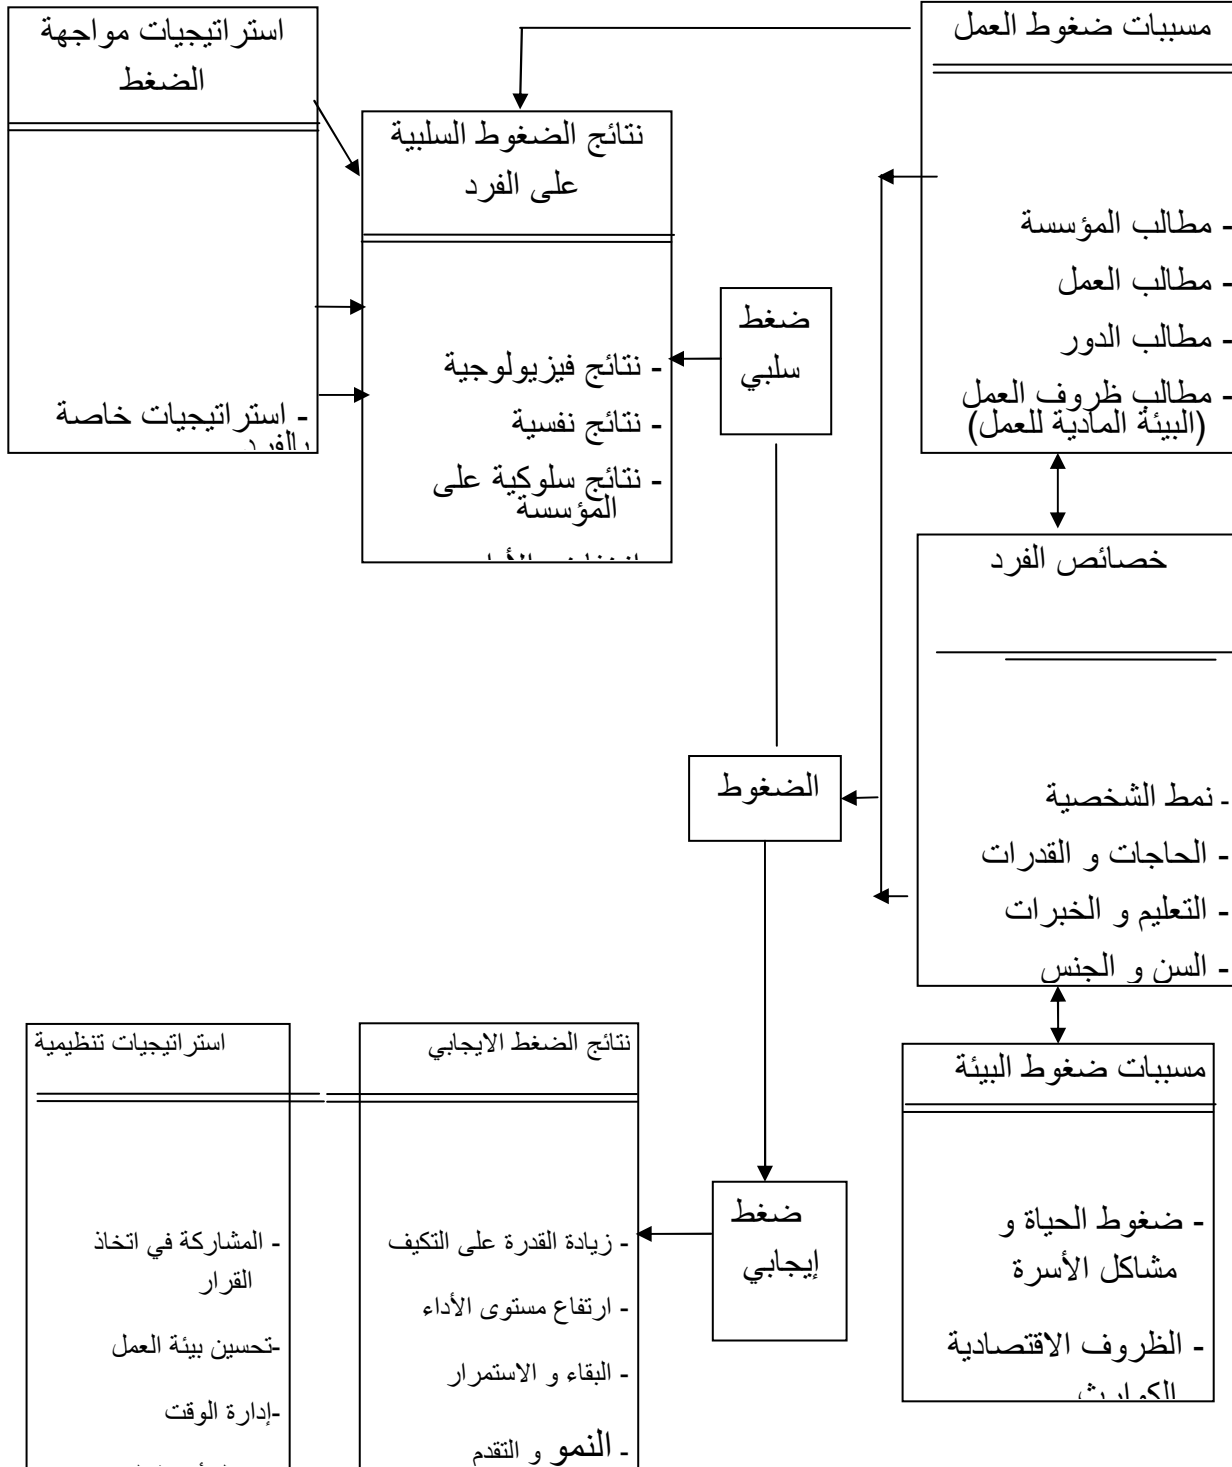 مسببات ضغوط العمل
- مطالب المؤسسة
- مطالب العمل
- مطالب الدور
- مطالب ظروف العمل
(البيئة المادية للعمل)
خصائص الفرد
- نمط الشخصية
- الحاجات و القدرات
- التعليم و الخبرات
- السن و الجنس
مسببات ضغوط البيئة
- ضغوط الحياة و
مشاكل الأسرة
- الظروف الاقتصادية
الكوارث
ضغط
سلبي
الضغوط
ضغط
إيجابي
نتائج الضغوط السلبية
على الفرد
- نتائج فيزيولوجية
- نتائج نفسية
- نتائج سلوكية على
المؤسسة
استراتيجيات مواجهة
الضغط
- استراتيجيات خاصة
بالفرد
نتائج الضغط الايجابي
- زيادة القدرة على التكيف
- ارتفاع مستوى الأداء
- البقاء و الاستمرار
- النمو و التقدم
استراتيجيات تنظيمية
- المشاركة في اتخاذ
القرار
-تحسين بيئة العمل
-إدارة الوقت